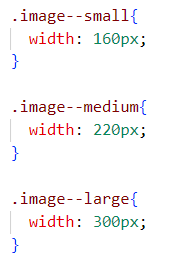 .image--small{
  width: 160px;
}

.image--medium{
  width: 220px;
}

.image--large{
  width: 300px;
}